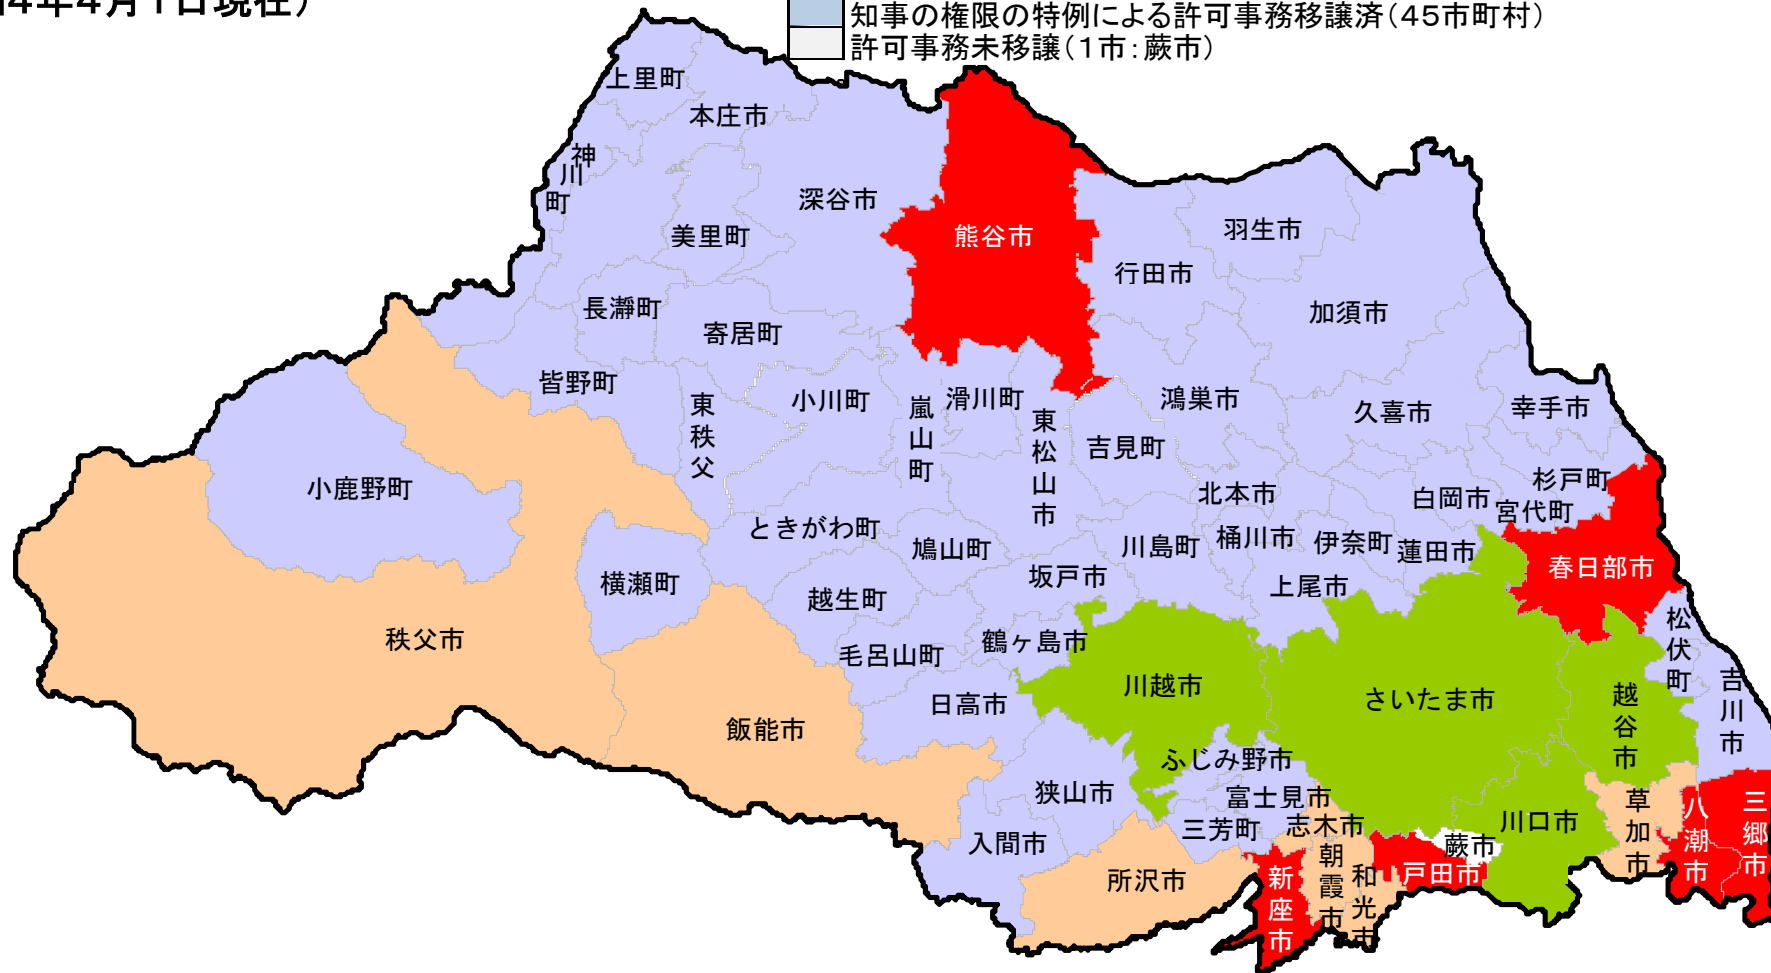 4年4月1日現在）
知事の権限の特例による許可事務移譲済（４５市町村）
許可事務未移譲（１市：蕨市）
上里町
本庄市
神川町
深谷市
美里町
熊谷市
羽生市
行田市
長瀞町
寄居町
加須市
皆野町
東秩父
小川町
嵐山町
滑川町
東松山市
鴻巣市
吉見町
久喜市
幸手市
小鹿野町
北本市
白岡市
杉戸町
宮代町
ときがわ町
鳩山町
川島町
桶川市
伊奈町
蓮田市
春日部市
横瀬町
越生町
坂戸市
上尾市
秩父市
毛呂山町
鶴ヶ島市
松伏町
川越市
さいたま市
越谷市
吉川市
日高市
飯能市
ふじみ野市
狭山市
富士見市
志木市
三芳町
入間市
川口市
草加市
八潮市
三郷市
蕨市
戸田市
所沢市
新座市
朝霞市
和光市